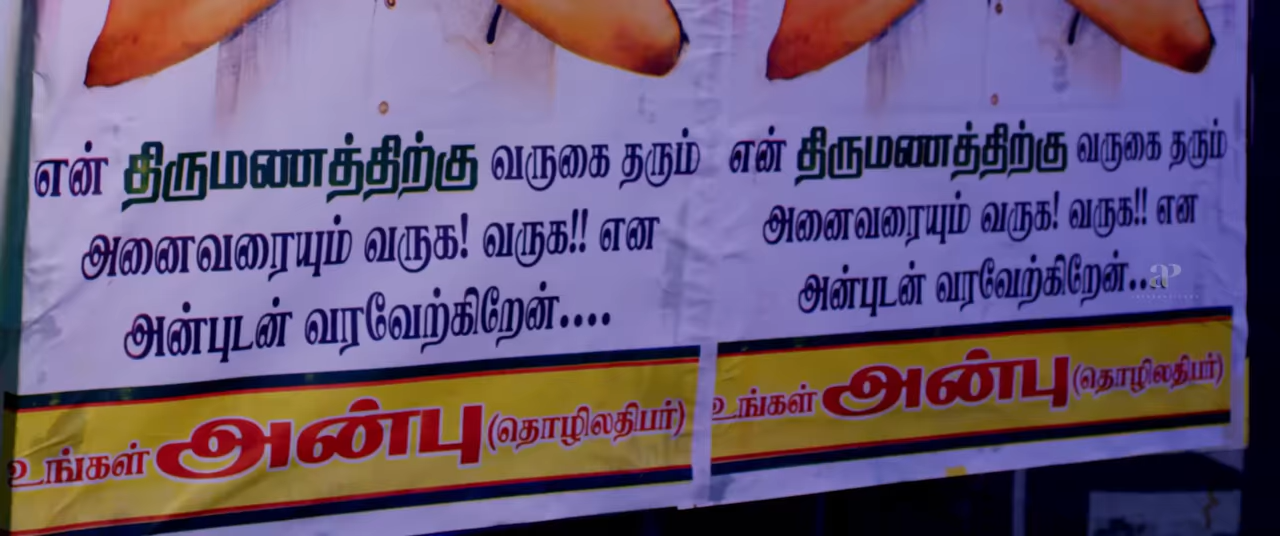 என் திருமணத்திற்கு வருகை தரும்
அனைவரையும் வருக! வருக!! என
அன்புடன் வரவேற்கிறேன்....
உங்கள் அன்பு (தொழிலதிபர்)
என் திருமணத்திற்கு வருகை தரும்
அனைவரையும் வருக! வருக!! என
அன்புடன் வரவேற்கிறேன்...
உங்கள் அன்பு (தொழிலதிபர்)